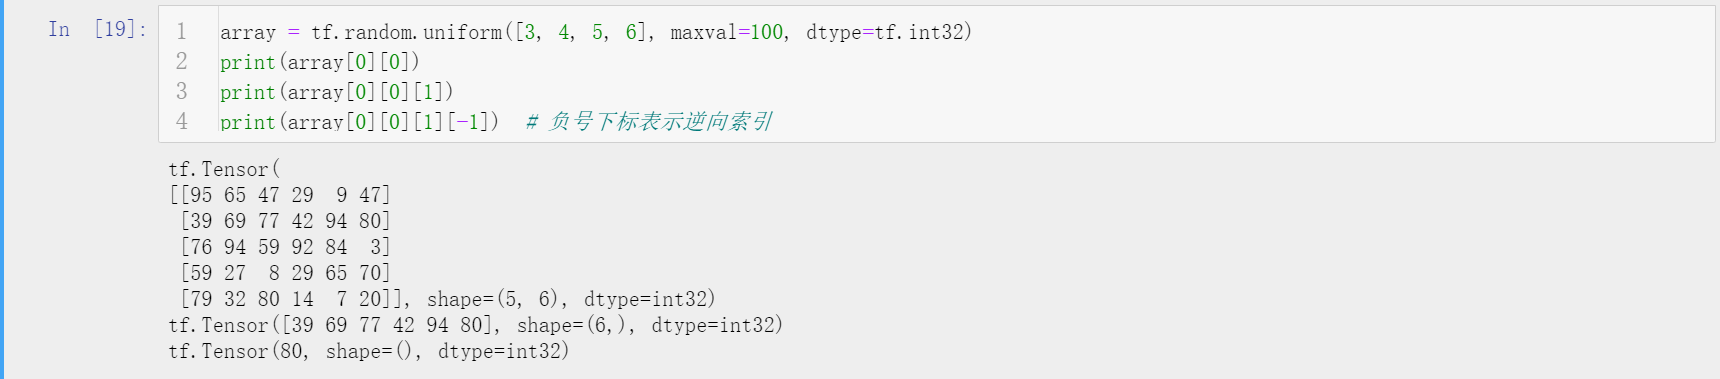 In [19]:
1 array = tf.random.uniform([3, 4, 5, 6], maxval=100, dtype=tf.int32)
2 print(array[0][0])
3 print(array[0][0][1])
4 print(array[0][0][1][-1]) # 负号下标表示逆向索引
tf.Tensor(
[[95 65 47 29  9 47]
 [39 69 77 42 94 80]
 [76 94 59 92 84  3]
 [59 27  8 29 65 70]
 [79 32 80 14  7 20]], shape=(5, 6), dtype=int32)
tf.Tensor([39 69 77 42 94 80], shape=(6,), dtype=int32)
tf.Tensor(80, shape=(), dtype=int32)